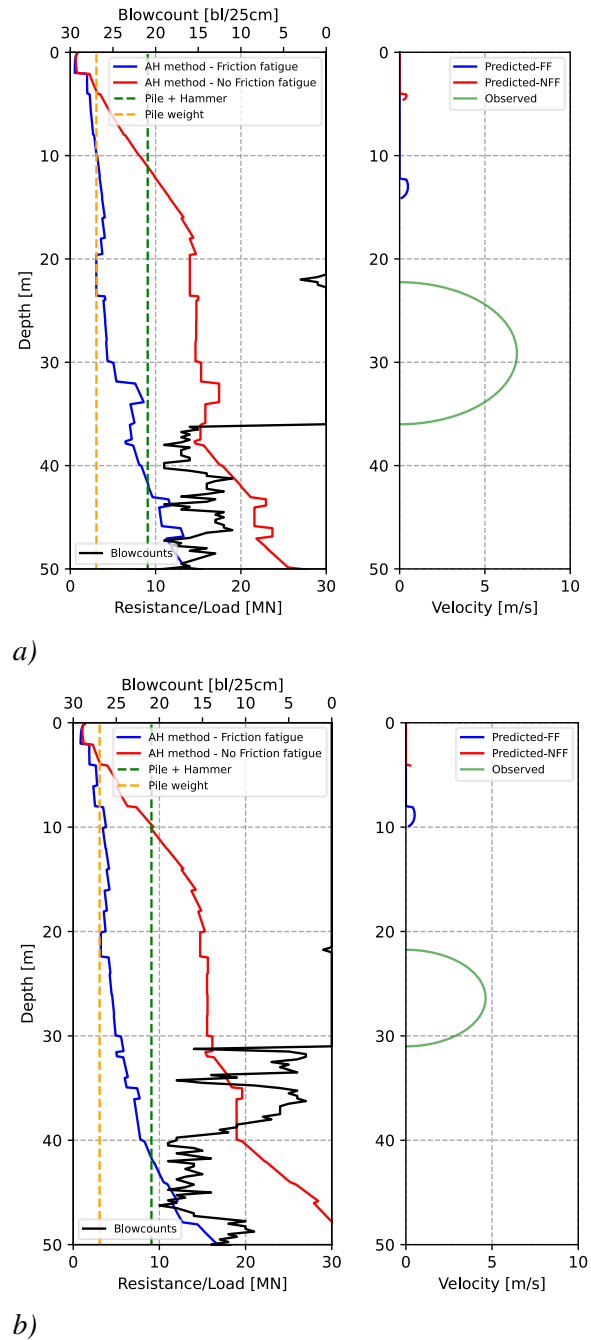 Blowcount [bl/25cm]
30 25 20 15 10 5 0
AH method - Friction fatigue
AH method - No Friction fatigue
Pile + Hammer
Pile weight
Predicted-FF
Predicted-NFF
Observed
0
10
20
30
40
50
Depth [m]
Blowcounts
0 10 20 30
0 5 10
Resistance/Load [MN]
Velocity [m/s]
0
10
20
30
40
50
a)
Blowcount [bl/25cm]
30 25 20 15 10 5 0
AH method - Friction fatigue
AH method - No Friction fatigue
Pile + Hammer
Pile weight
Predicted-FF
Predicted-NFF
Observed
0
10
20
30
40
50
Depth [m]
Blowcounts
0 10 20 30
0 5 10
Resistance/Load [MN]
Velocity [m/s]
0
10
20
30
40
50
b)